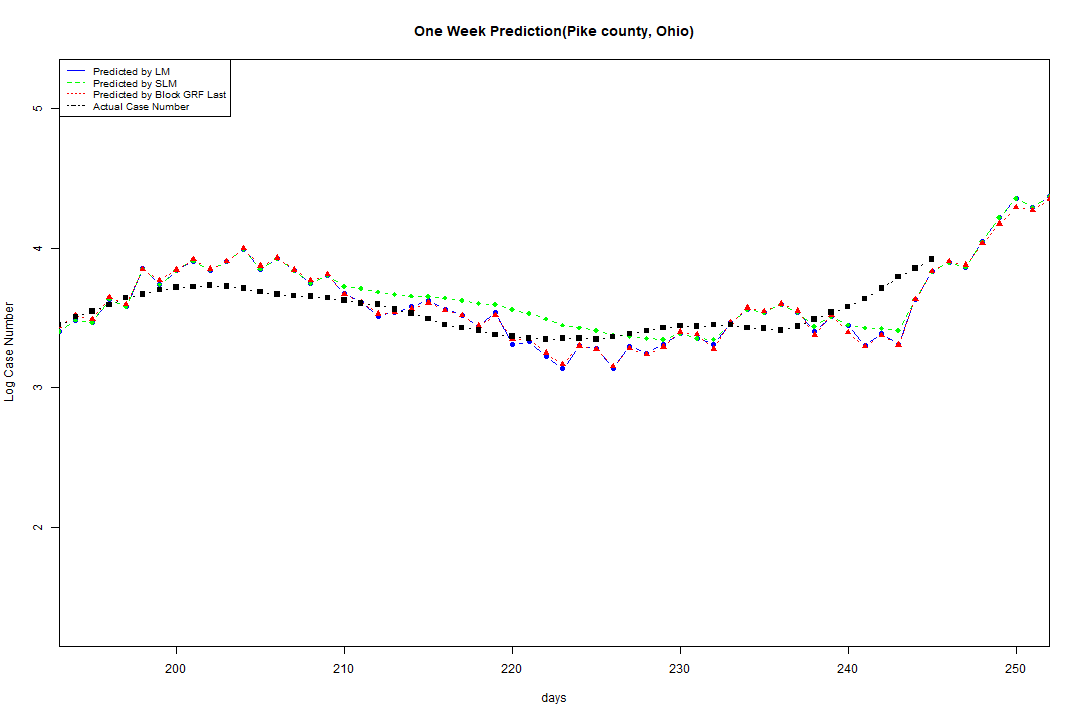 One Week Prediction(Pike county, Ohio)
Predicted by LM
Predicted by SLM
Predicted by Block GRF Last
Actual Case Number
5
4
3
2
Log Case Number
200 210 220 230 240 250
days